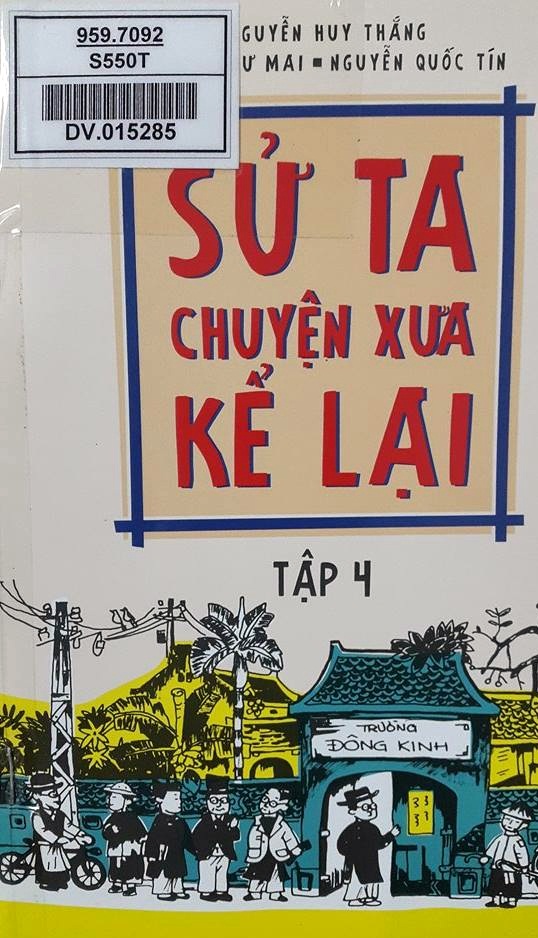 959.7092
S550T
DV.015285
GUYỄN HUY THẮNG
Ư MAI ■ NGUYỄN QUỐC TÍN
SỬ TA
CHUYỆN XƯA
KỂ LẠI
TẬP 4
TRƯỜNG
ĐÔNG KINH